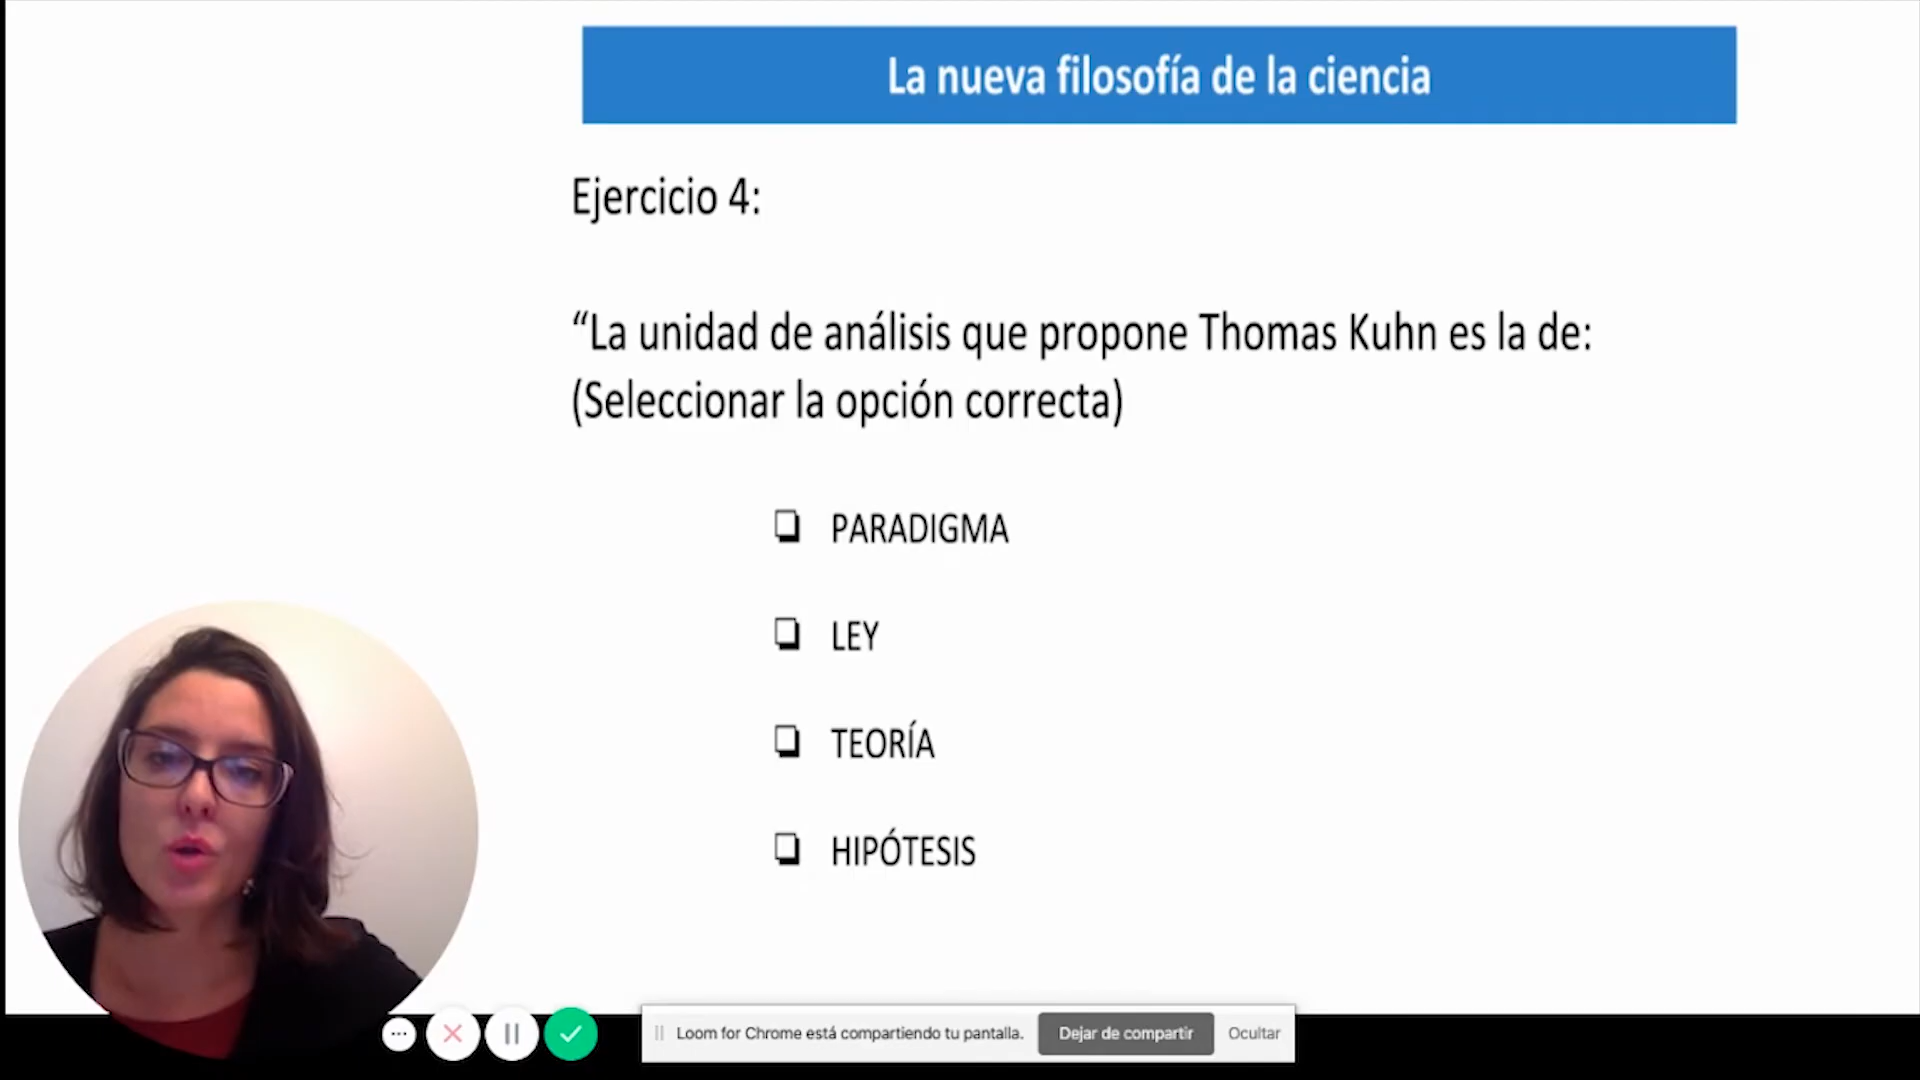 La nueva filosofía de la ciencia
Ejercicio 4:
“La unidad de análisis que propone Thomas Kuhn es la de:
(Seleccionar la opción correcta)
PARADIGMA
LEY
TEORÍA
HIPÓTESIS
Loom for Chrome está compartiendo tu pantalla. Dejar de compartir Ocultar